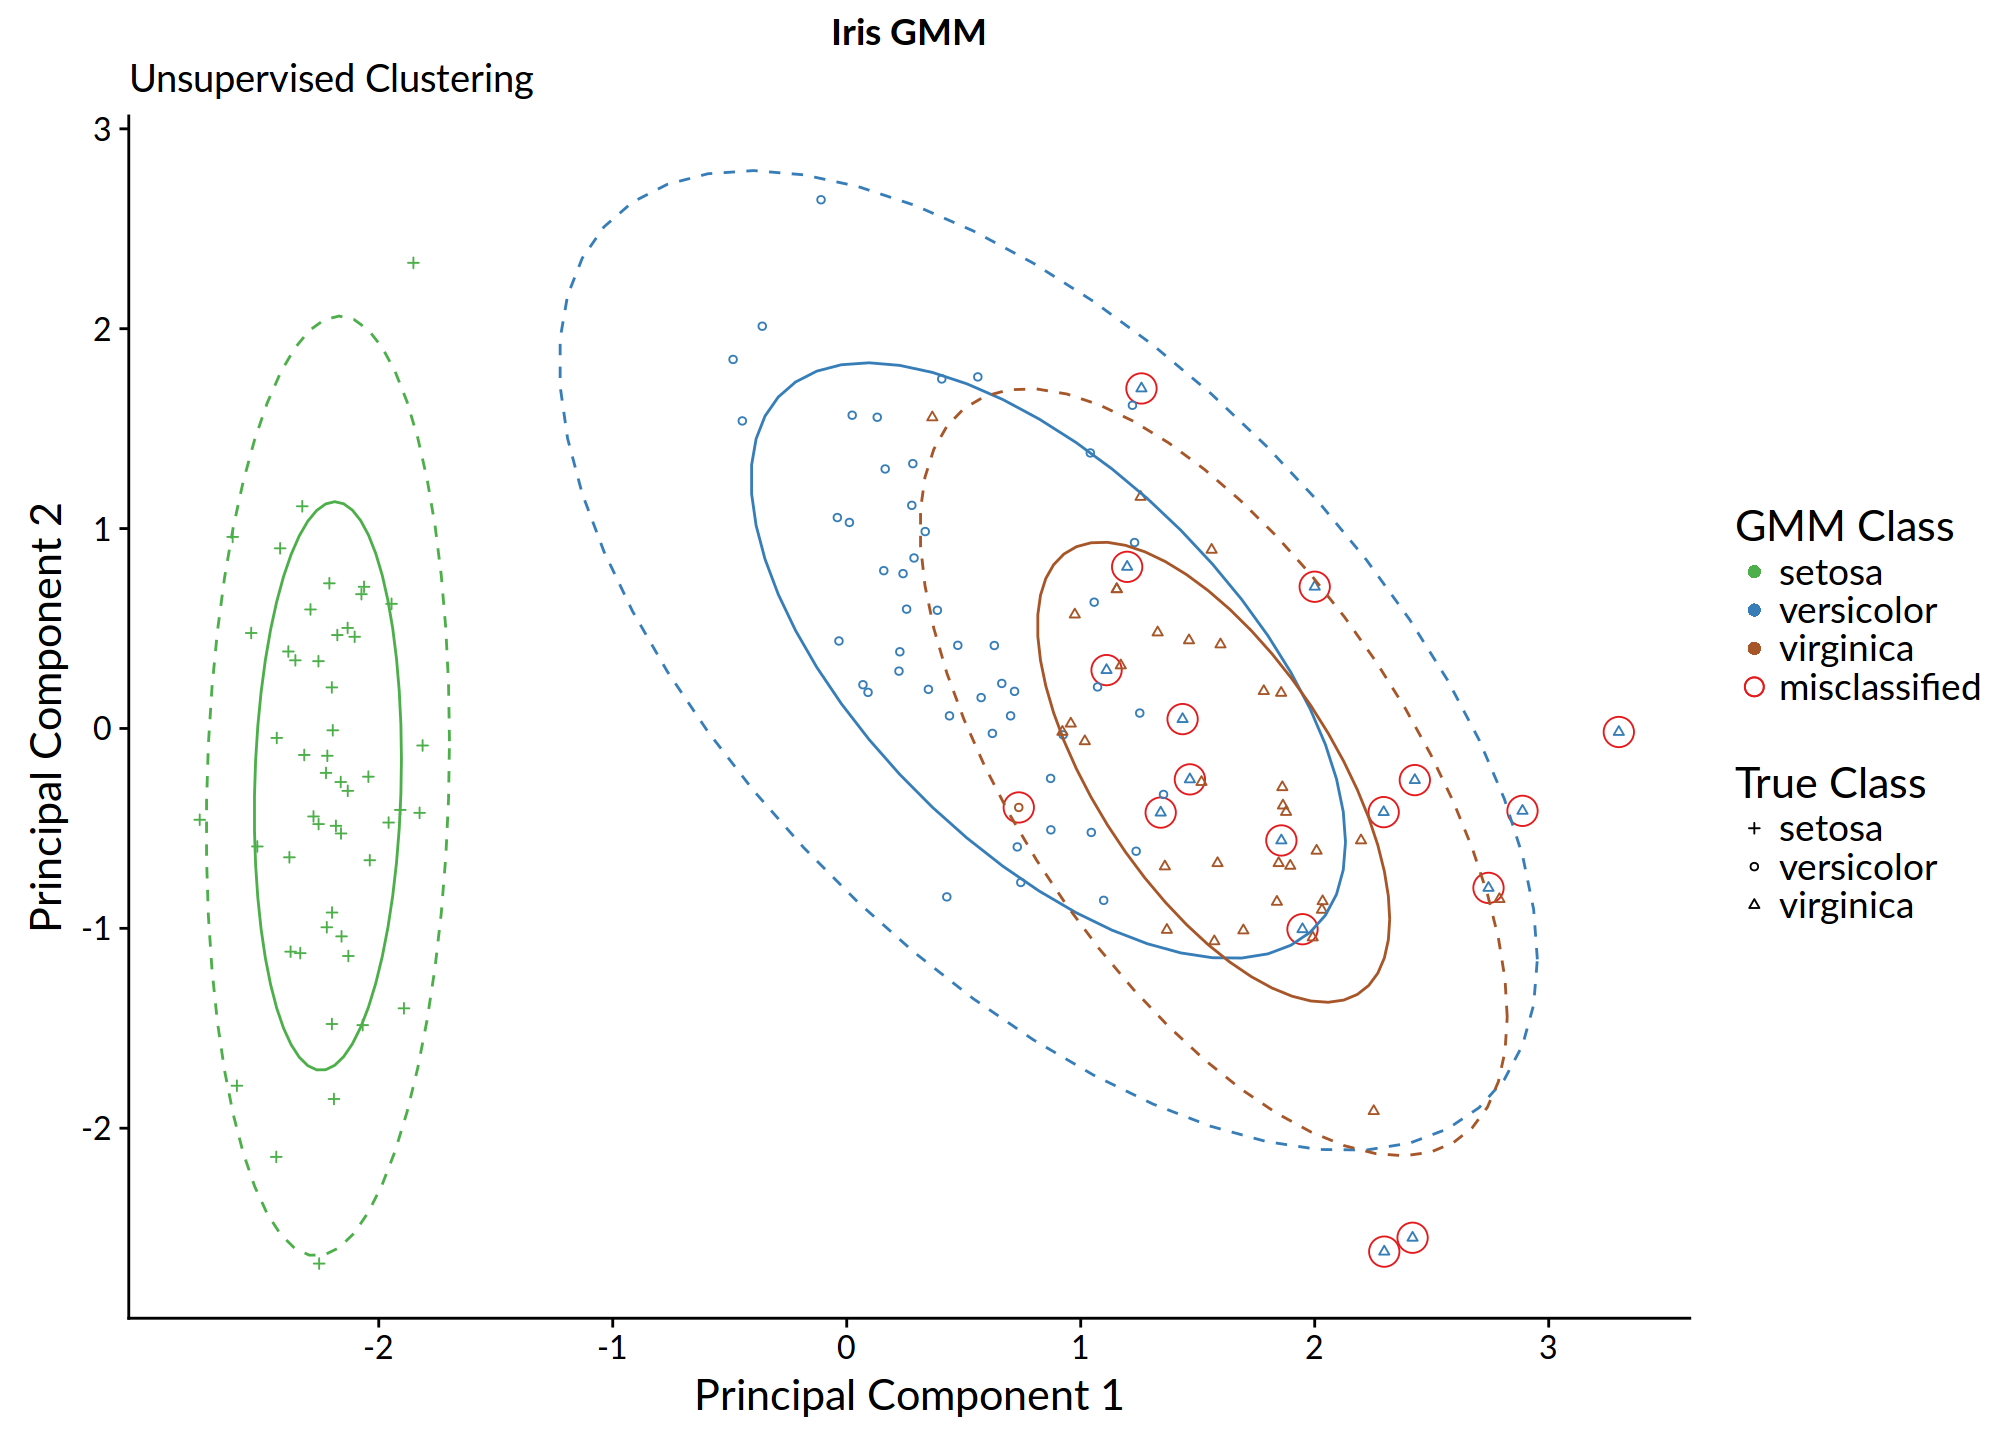 Iris GMM
Unsupervised Clustering
3
2
1
0
-1
-2
Principal Component 2
-2
-1
0
1
2
3
Principal Component 1
GMM Class
setosa
versicolor
virginica
misclassified
True Class
setosa
versicolor
virginica